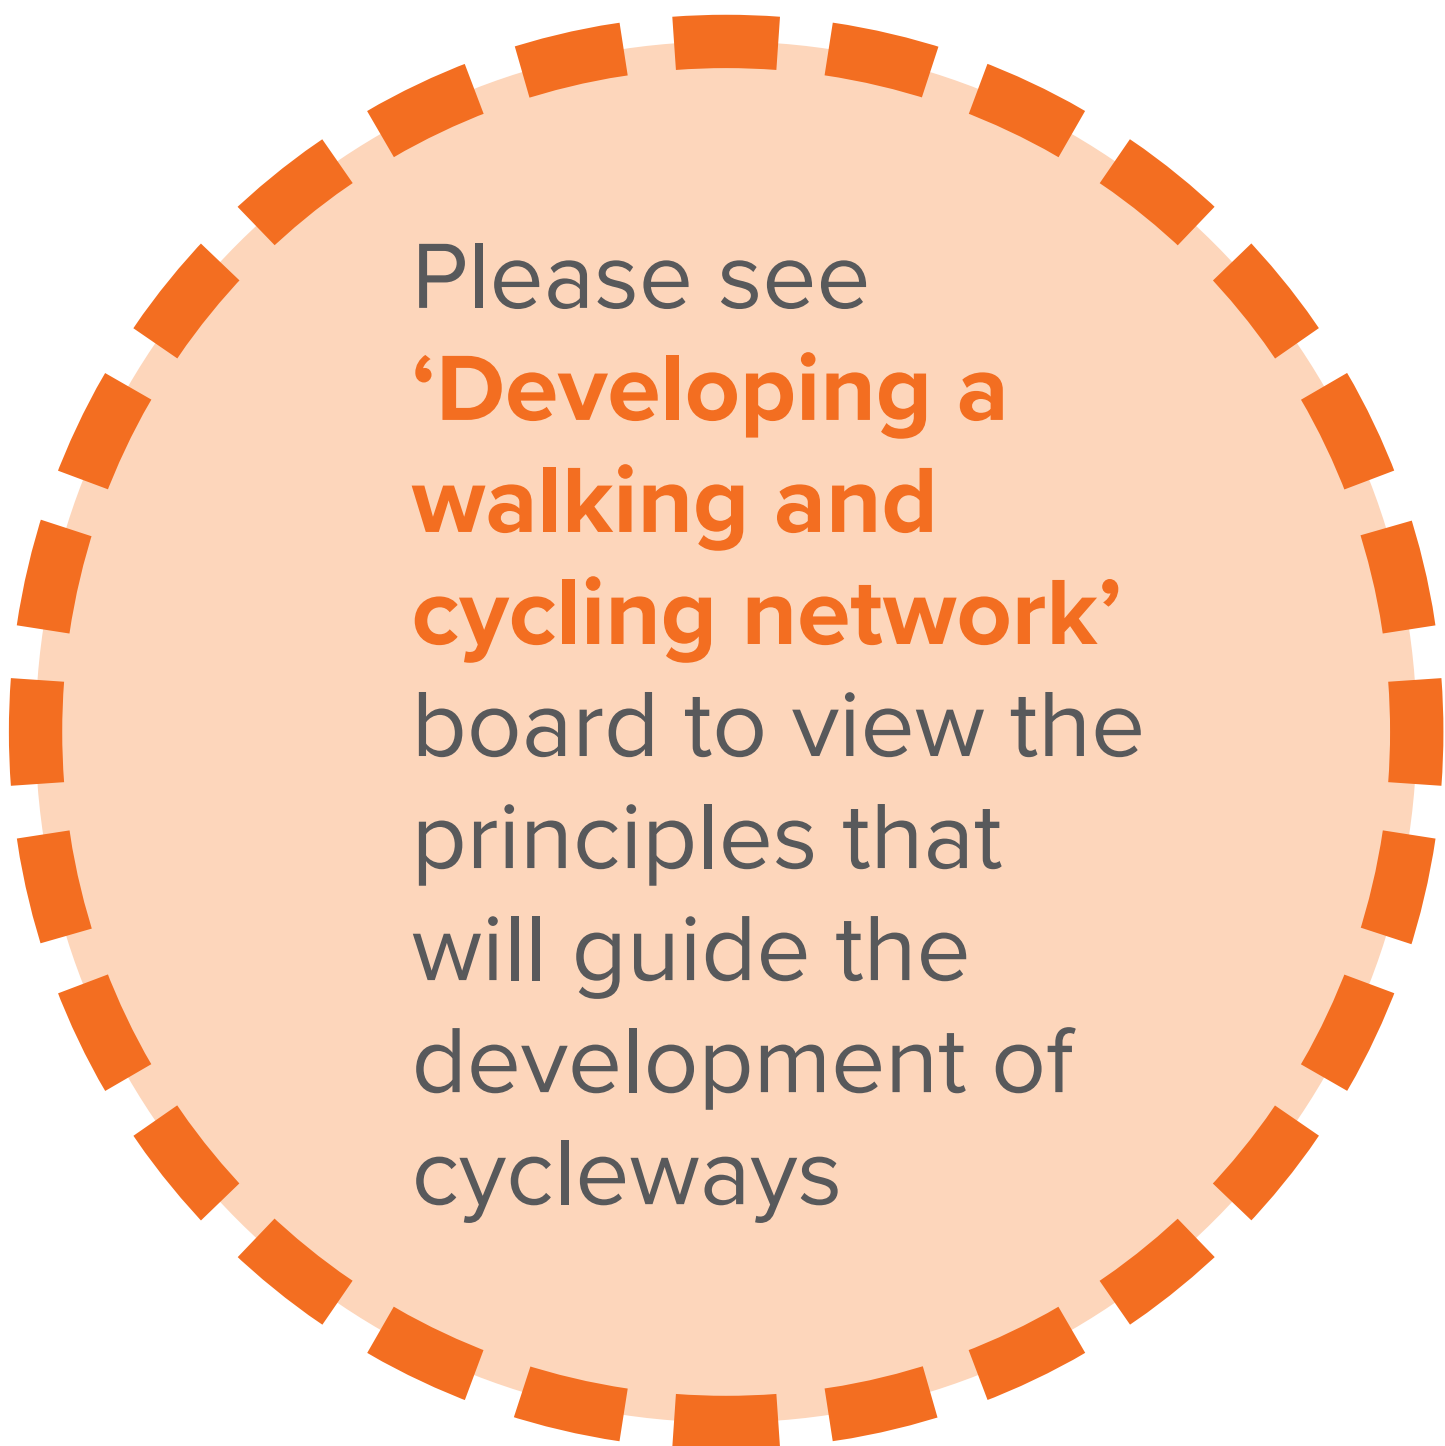 Please see
‘Developing a
walking and
cycling network’
board to view the
principles that
will guide the
development of
cycleways